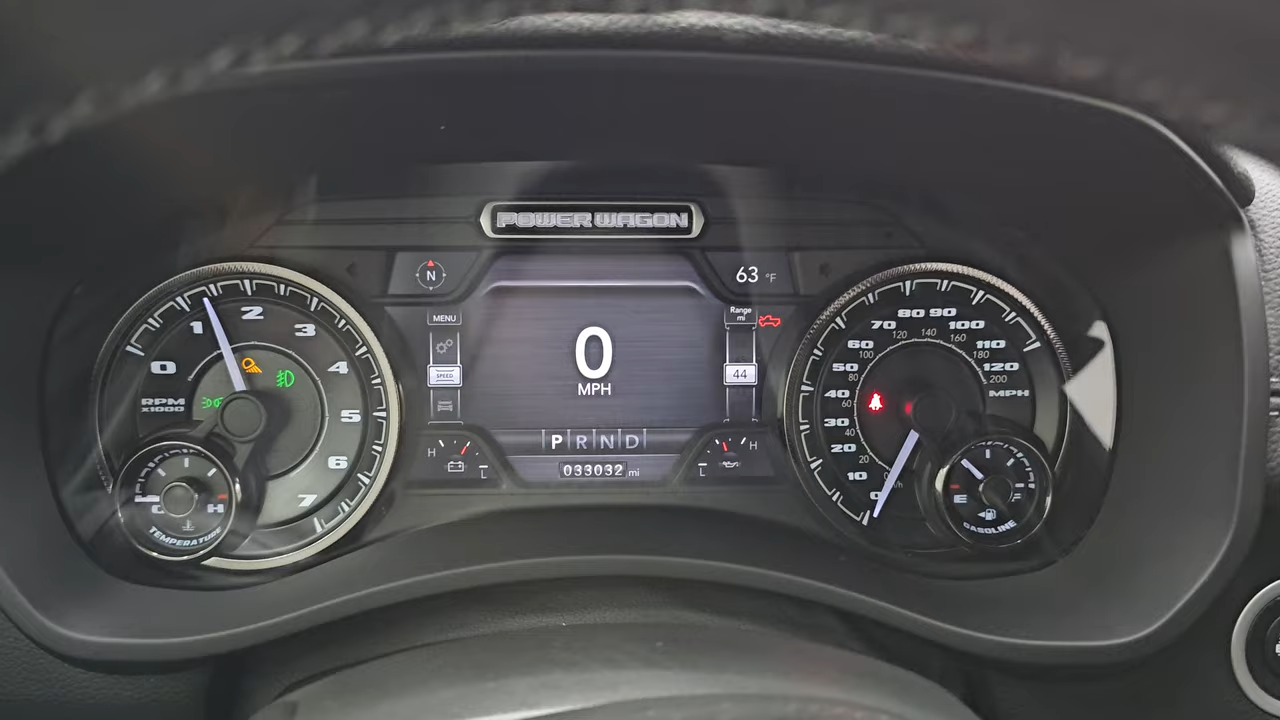 POWER WAGON
N
63 °F
MENU
Range
mi
SPEED
44
0
MPH
P R N D
033032 mi
H
L
H
L
0
1
2
3
4
5
6
7
RPM
x1000
C
H
TEMPERATURE
0
10
20
30
40
50
60
70
80
90
100
110
120
MPH
20
40
60
80
100
120
140
160
180
200
E
F
GASOLINE